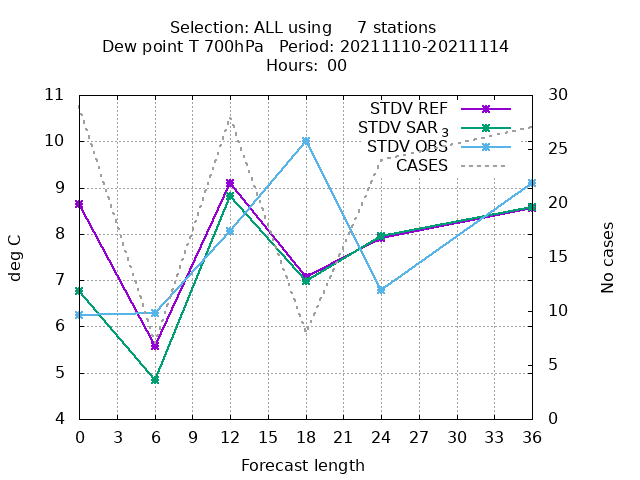 Selection: ALL using     7 stations
Dew point T 700hPa   Period: 20211110-20211114
Hours: 00
11 30
STDV REF
10 STDV SAR 3
25
STDV OBS
CASES
9
20
8
deg C
15
No cases
7
10
6
5
5
4 0
0 3 6 9 12 15 18 21 24 27 30 33 36
Forecast length